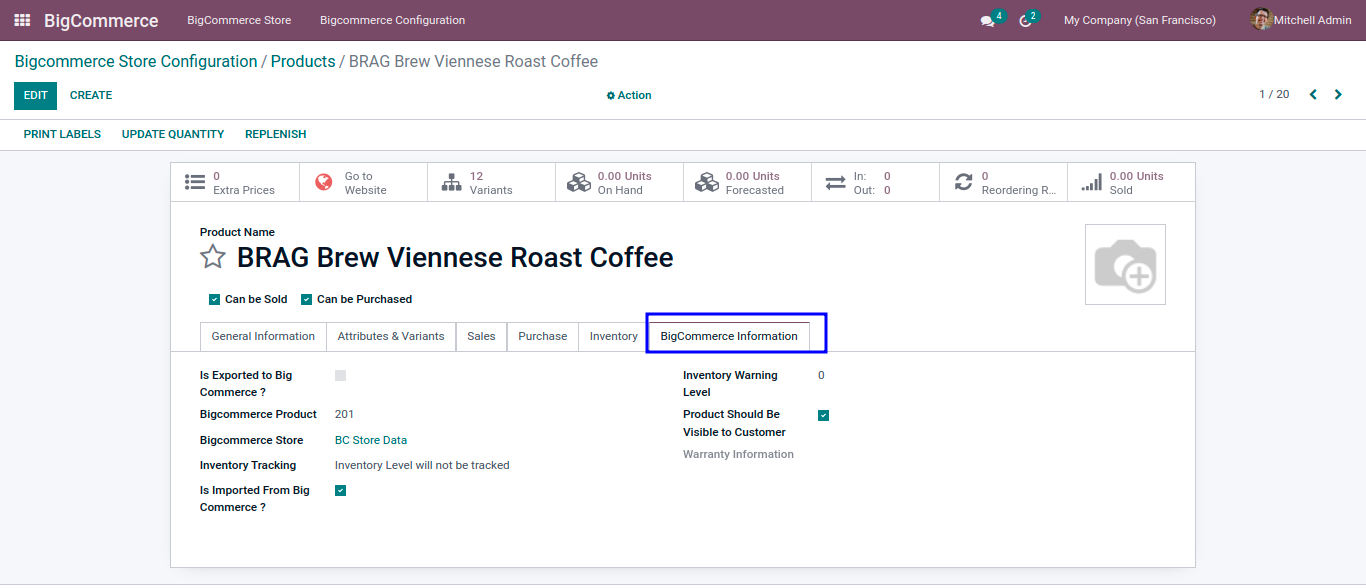 BigCommerce BigCommerce Store Bigcommerce Configuration 4 2 My Company (San Francisco) Mitchell Admin
Bigcommerce Store Configuration / Products / BRAG Brew Viennese Roast Coffee
EDIT CREATE Action 1 / 20
PRINT LABELS UPDATE QUANTITY REPLENISH
0
Extra Prices
Go to
Website
12
Variants
0.00 Units
On Hand
0.00 Units
Forecasted
In: 0
Out: 0
0
Reordering R...
0.00 Units
Sold
Product Name
BRAG Brew Viennese Roast Coffee
Can be Sold Can be Purchased
General Information Attributes & Variants Sales Purchase Inventory BigCommerce Information
Is Exported to Big
Commerce ?
Bigcommerce Product 201
Bigcommerce Store BC Store Data
Inventory Tracking Inventory Level will not be tracked
Is Imported From Big
Commerce ?
Inventory Warning 0
Level
Product Should Be
Visible to Customer
Warranty Information